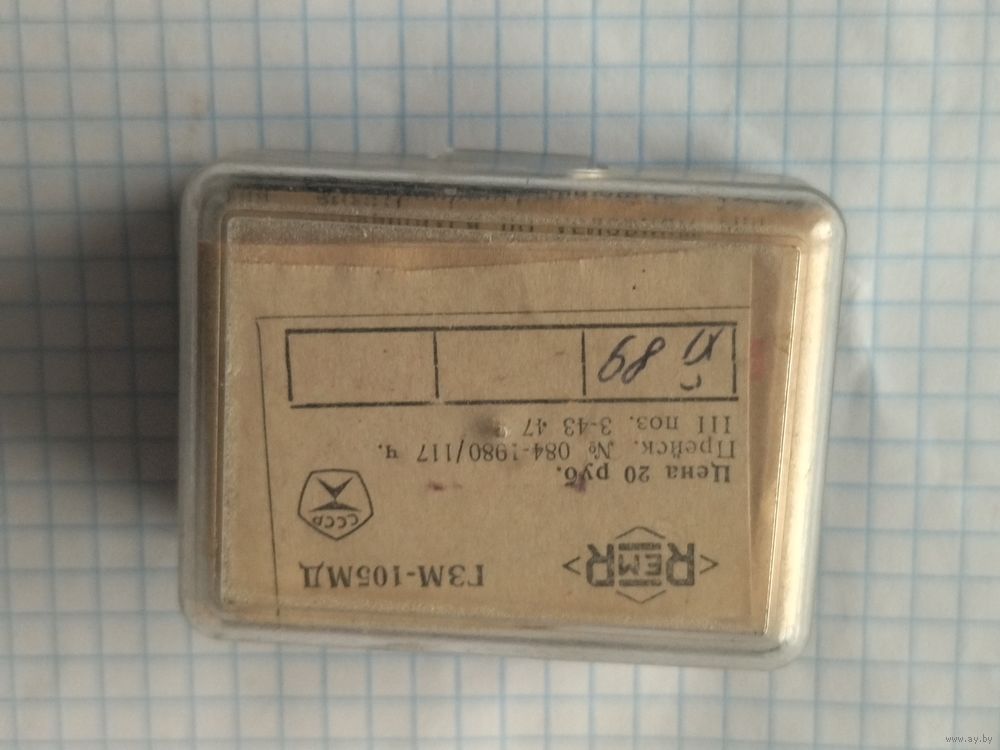 REMR ГЗМ-105МД
СССР
Цена 20 руб.
Прейск. № 084-1980/117 ч.
III поз. 3-43 47
89
www.ay.by